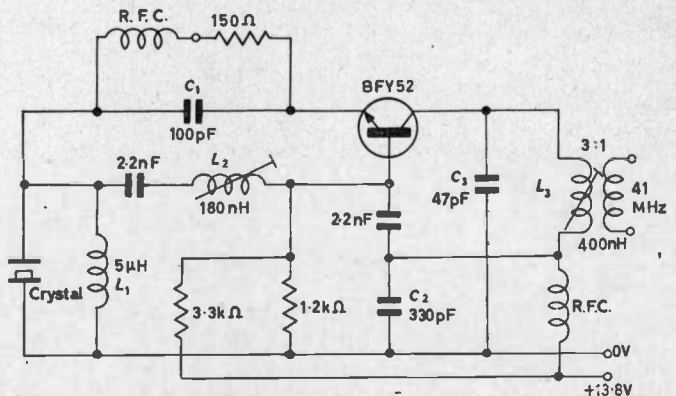 R.F.C.
150Ω
C1
100pF
BFY52
2·2nF
L2
180nH
C3
47pF
3:1
L3
41
MHz
400nH
2·2nF
5μH
L1
Crystal
3·3kΩ
1·2kΩ
C2
330pF
R.F.C.
0V
+13·8V